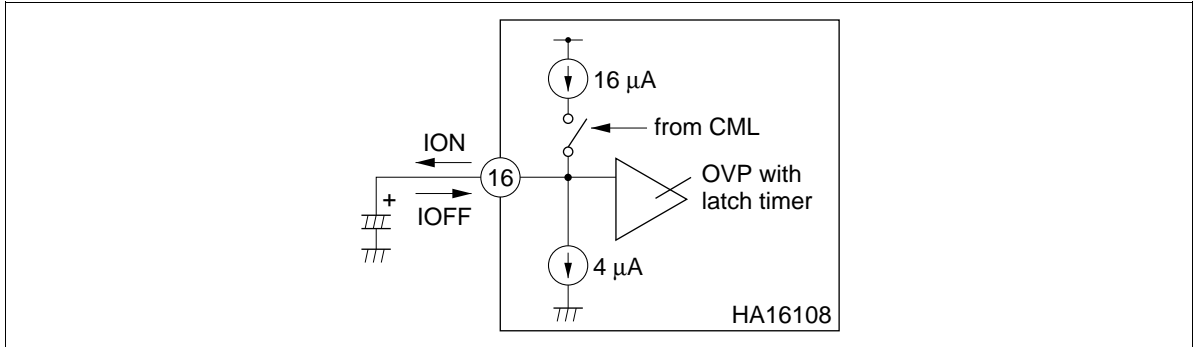 16 μA
from CML
ION
16
OVP with
latch timer
+
IOFF
4 μA
HA16108